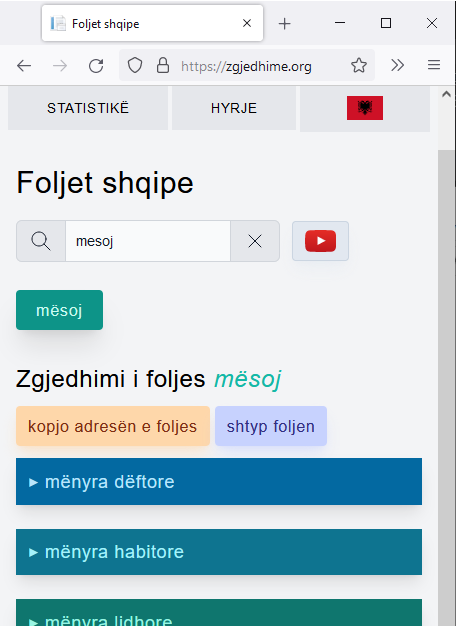 Foljet shqipe
https://zgjedhime.org
STATISTIKË HYRJE
Foljet shqipe
mesoj
mësoj
Zgjedhimi i foljes mësoj
kopjo adresën e foljes shtyp foljen
▸ mënyra dëftore
▸ mënyra habitore
▸ mënyra lidhore